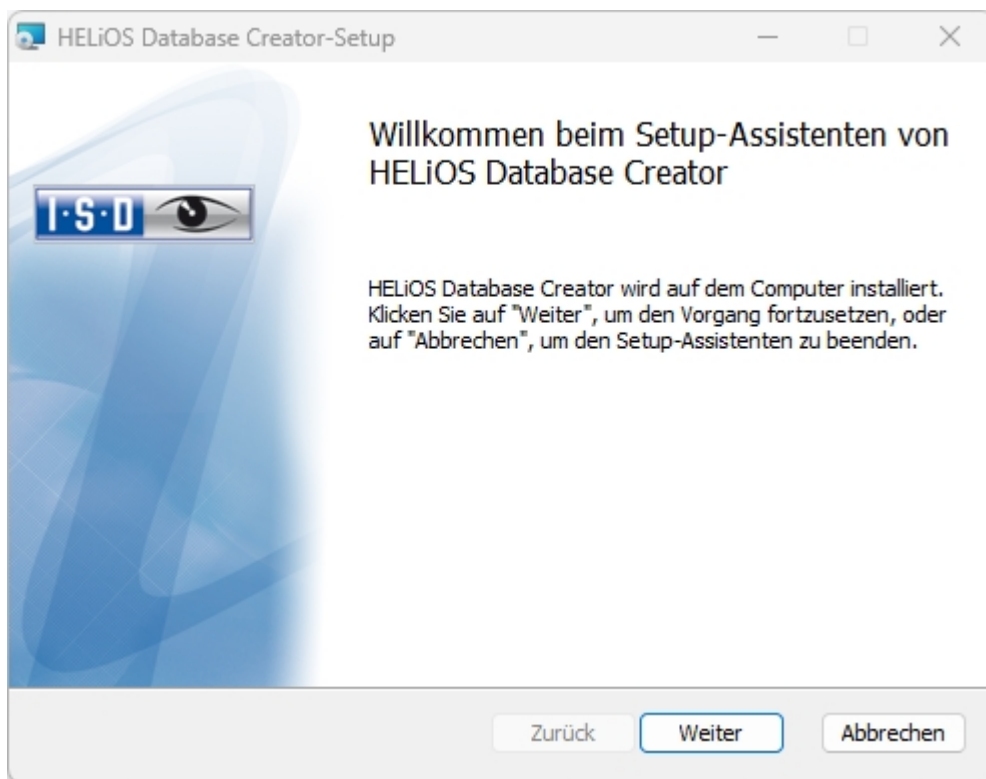 HELiOS Database Creator-Setup
Willkommen beim Setup-Assistenten von
HELiOS Database Creator
I·S·D
HELiOS Database Creator wird auf dem Computer installiert.
Klicken Sie auf "Weiter", um den Vorgang fortzusetzen, oder
auf "Abbrechen", um den Setup-Assistenten zu beenden.
Zurück Weiter Abbrechen